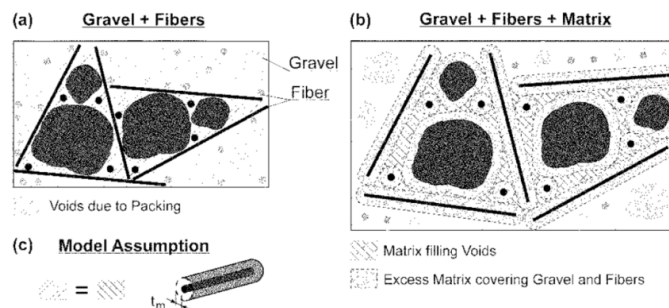 (a) Gravel + Fibers
Gravel
Fiber
Voids due to Packing
(b) Gravel + Fibers + Matrix
Matrix filling Voids
Excess Matrix covering Gravel and Fibers
(c) Model Assumption
=
tm